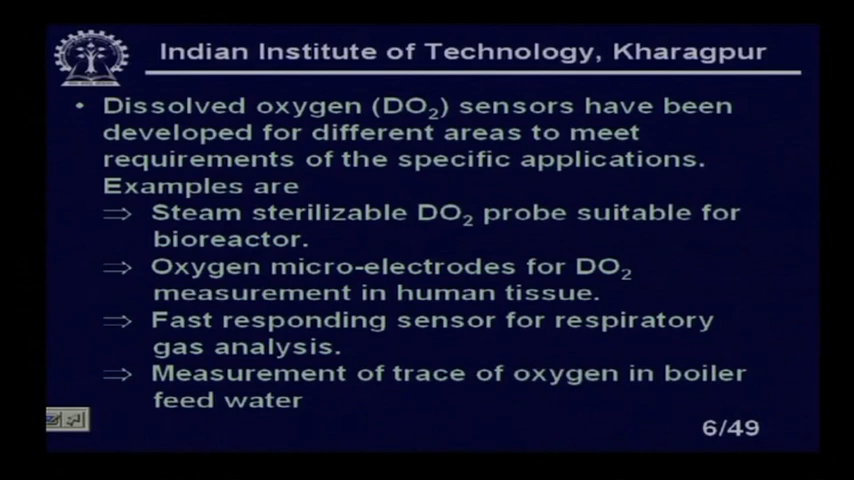 Indian Institute of Technology, Kharagpur
• Dissolved oxygen (DO₂) sensors have been
developed for different areas to meet
requirements of the specific applications.
Examples are
⇒ Steam sterilizable DO₂ probe suitable for
bioreactor.
⇒ Oxygen micro-electrodes for DO₂
measurement in human tissue.
⇒ Fast responding sensor for respiratory
gas analysis.
⇒ Measurement of trace of oxygen in boiler
feed water
6/49